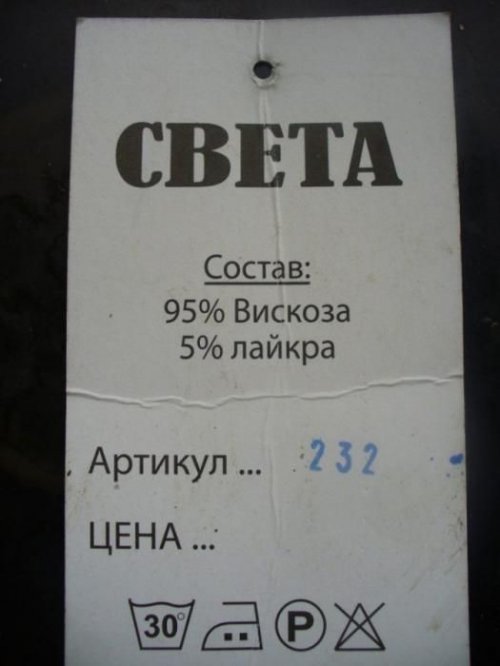 СВЕТА
Состав:
95% Вискоза
5% лайкра
Артикул ... 232
ЦЕНА ...
30° P